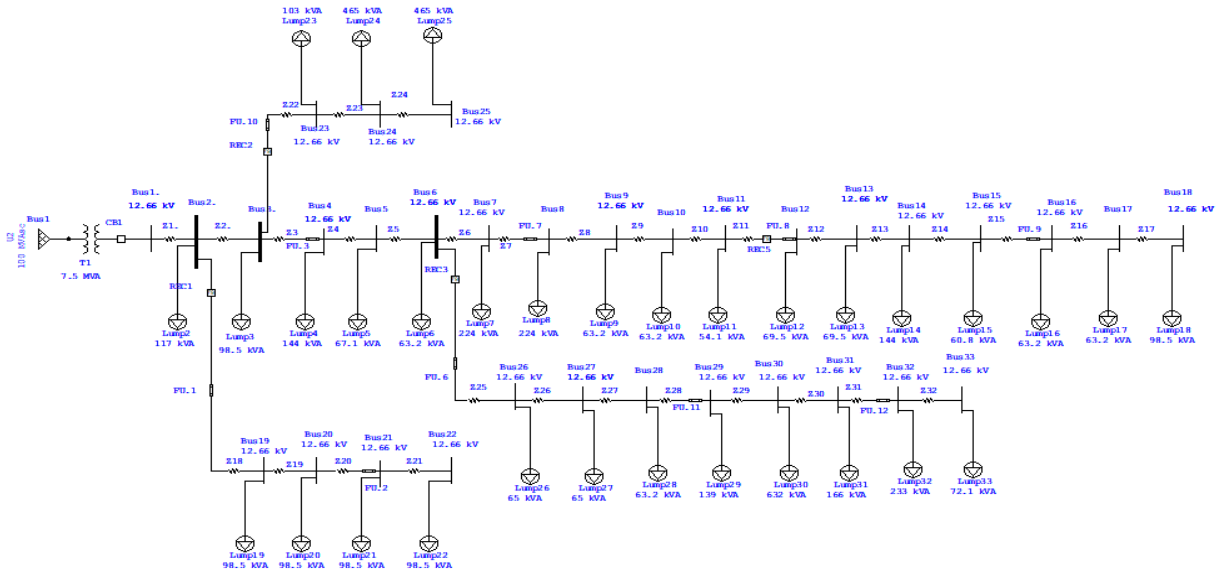 103 kVA 465 kVA 465 kVA
Lump23 Lump24 Lump25
Z22 Z23 Z24
FU.10
Bus23 Bus24 Bus25
12.66 kV 12.66 kV 12.66 kV
REC2
Bus1. Bus2. Bus3. Bus4 Bus5 Bus6 Bus7 Bus8 Bus9 Bus10 Bus11 Bus12 Bus13 Bus14 Bus15 Bus16 Bus17 Bus18
12.66 kV 12.66 kV 12.66 kV 12.66 kV 12.66 kV 12.66 kV 12.66 kV 12.66 kV 12.66 kV 12.66 kV 12.66 kV
Bus1
U2
100 MVAsc
CB1
T1
7.5 MVA
Z1. Z2. Z3 FU.3 Z4 Z5 Z6 Z7 FU.7 Z8 Z9 Z10 Z11 REC5 FU.8 Z12 Z13 Z14 Z15 FU.9 Z16 Z17
REC1 REC3
Lump2 Lump3 Lump4 Lump5 Lump6 Lump7 Lump8 Lump9 Lump10 Lump11 Lump12 Lump13 Lump14 Lump15 Lump16 Lump17 Lump18
117 kVA 98.5 kVA 144 kVA 67.1 kVA 63.2 kVA 224 kVA 224 kVA 63.2 kVA 63.2 kVA 54.1 kVA 69.5 kVA 69.5 kVA 144 kVA 60.8 kVA 63.2 kVA 63.2 kVA 98.5 kVA
FU.1 FU.6
Bus26 Bus27 Bus28 Bus29 Bus30 Bus31 Bus32 Bus33
12.66 kV 12.66 kV 12.66 kV 12.66 kV 12.66 kV 12.66 kV 12.66 kV
Z25 Z26 Z27 Z28 FU.11 Z29 Z30 Z31 FU.12 Z32
Lump26 Lump27 Lump28 Lump29 Lump30 Lump31 Lump32 Lump33
65 kVA 65 kVA 63.2 kVA 139 kVA 632 kVA 166 kVA 233 kVA 72.1 kVA
Bus19 Bus20 Bus21 Bus22
12.66 kV 12.66 kV 12.66 kV 12.66 kV
Z18 Z19 Z20 FU.2 Z21
Lump19 Lump20 Lump21 Lump22
98.5 kVA 98.5 kVA 98.5 kVA 98.5 kVA